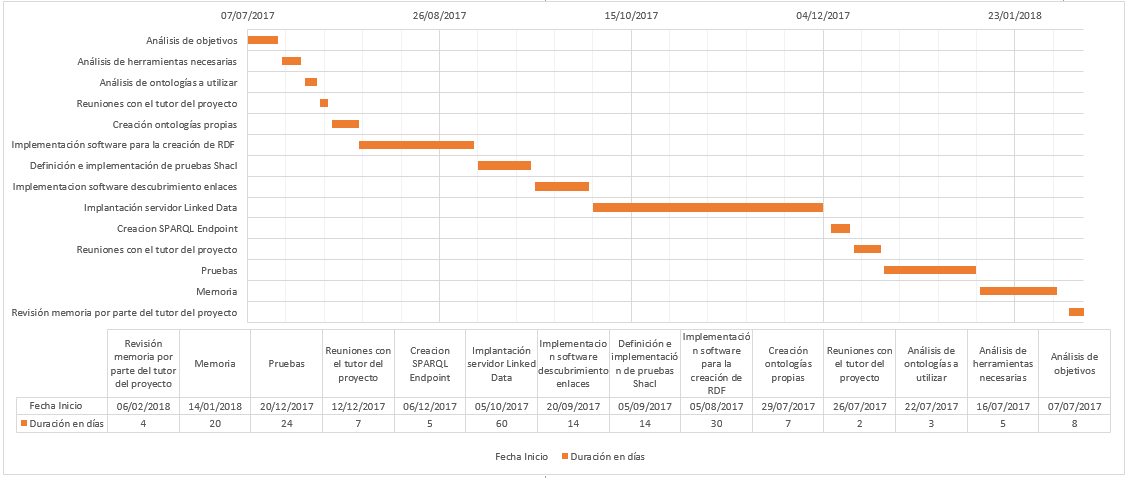 07/07/2017 26/08/2017 15/10/2017 04/12/2017 23/01/2018
Análisis de objetivos
Análisis de herramientas necesarias
Análisis de ontologías a utilizar
Reuniones con el tutor del proyecto
Creación ontologías propias
Implementación software para la creación de RDF
Definición e implementación de pruebas Shacl
Implementacion software descubrimiento enlaces
Implantación servidor Linked Data
Creacion SPARQL Endpoint
Reuniones con el tutor del proyecto
Pruebas
Memoria
Revisión memoria por parte del tutor del proyecto
Revisión
memoria por
parte del tutor
del proyecto
Memoria
Pruebas
Reuniones con
el tutor del
proyecto
Creacion
SPARQL
Endpoint
Implantación
servidor Linked
Data
Implementacio
n software
descubrimiento
enlaces
Definición e
implementació
n de pruebas
Shacl
Implementació
n software
para la
creación de
RDF
Creación
ontologías
propias
Reuniones con
el tutor del
proyecto
Análisis de
ontologías a
utilizar
Análisis de
herramientas
necesarias
Análisis de
objetivos
Fecha Inicio 06/02/2018 14/01/2018 20/12/2017 12/12/2017 06/12/2017 05/10/2017 20/09/2017 05/09/2017 05/08/2017 29/07/2017 26/07/2017 22/07/2017 16/07/2017 07/07/2017
Duración en días 4 20 24 7 5 60 14 14 30 7 2 3 5 8
Fecha Inicio Duración en días